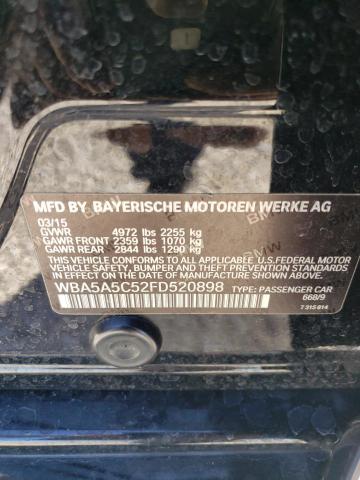 MFD BY BAYERISCHE MOTOREN WERKE AG
03/15
GVWR 4972 lbs 2255 kg
GAWR FRONT 2359 lbs 1070 kg
GAWR REAR 2844 lbs 1290 kg
THIS VEHICLE CONFORMS TO ALL APPLICABLE U.S.FEDERAL MOTOR
VEHICLE SAFETY, BUMPER, AND THEFT PREVENTION STANDARDS IN
EFFECT ON THE DATE OF MANUFACTURE SHOWN ABOVE.
WBA5A5C52FD520898 TYPE: PASSENGER CAR
668/9
7 315 814